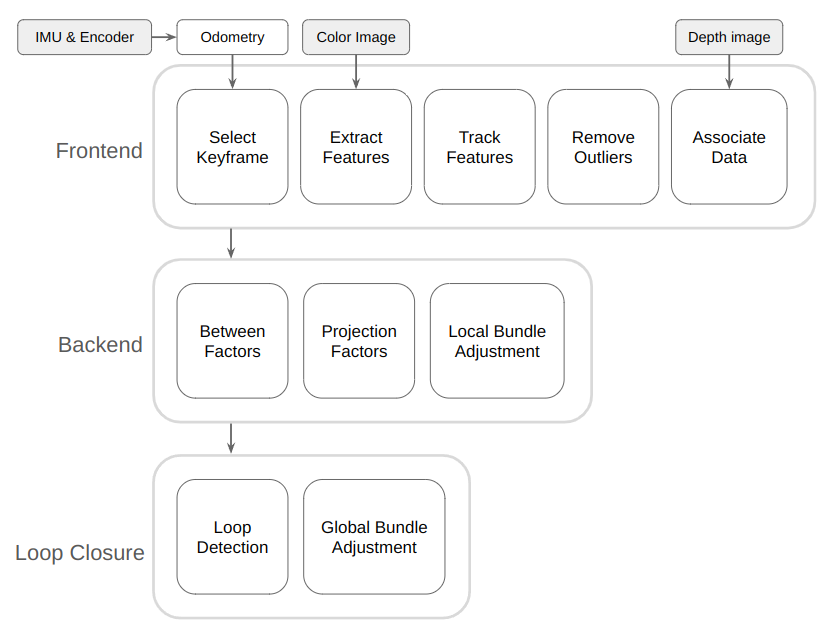 IMU & Encoder
Odometry
Color Image
Depth image
Frontend
Select
Keyframe
Extract
Features
Track
Features
Remove
Outliers
Associate
Data
Backend
Between
Factors
Projection
Factors
Local Bundle
Adjustment
Loop Closure
Loop
Detection
Global Bundle
Adjustment